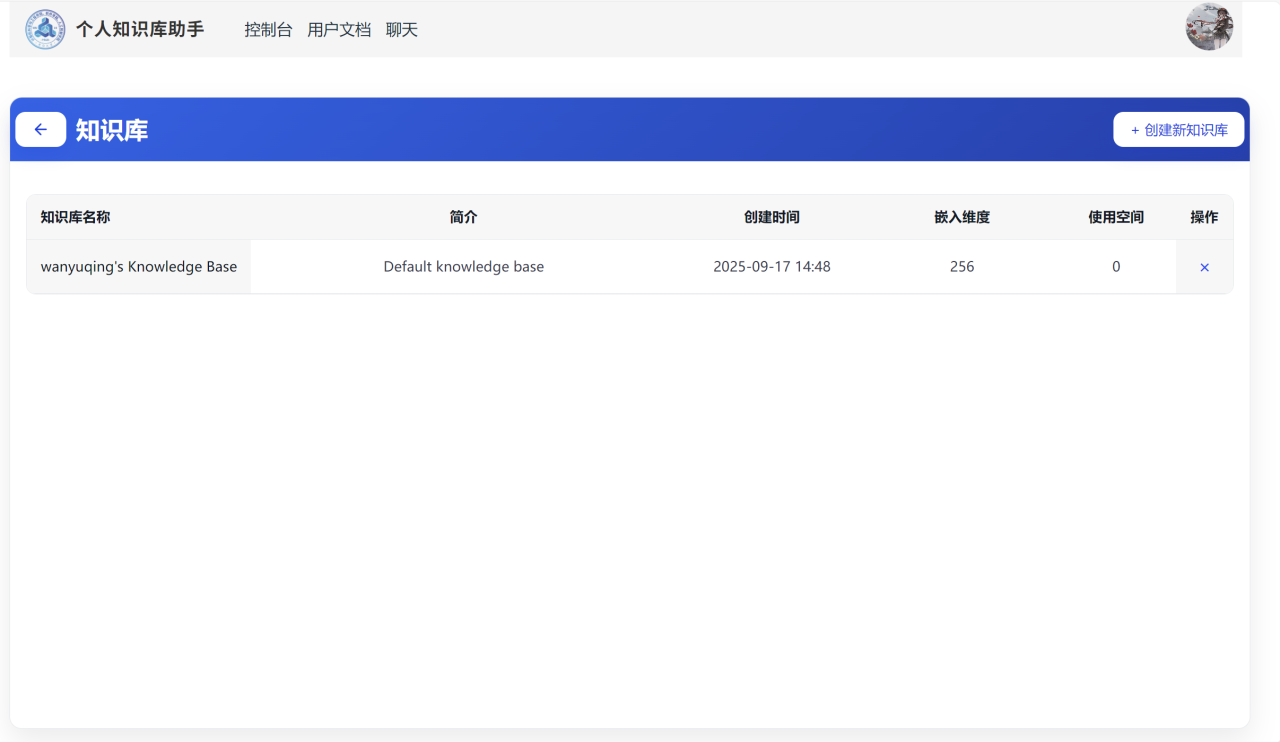 个人知识库助手 控制台 用户文档 聊天
← 知识库 + 创建新知识库
知识库名称 简介 创建时间 嵌入维度 使用空间 操作
wanyuqing's Knowledge Base Default knowledge base 2025-09-17 14:48 256 0 ×